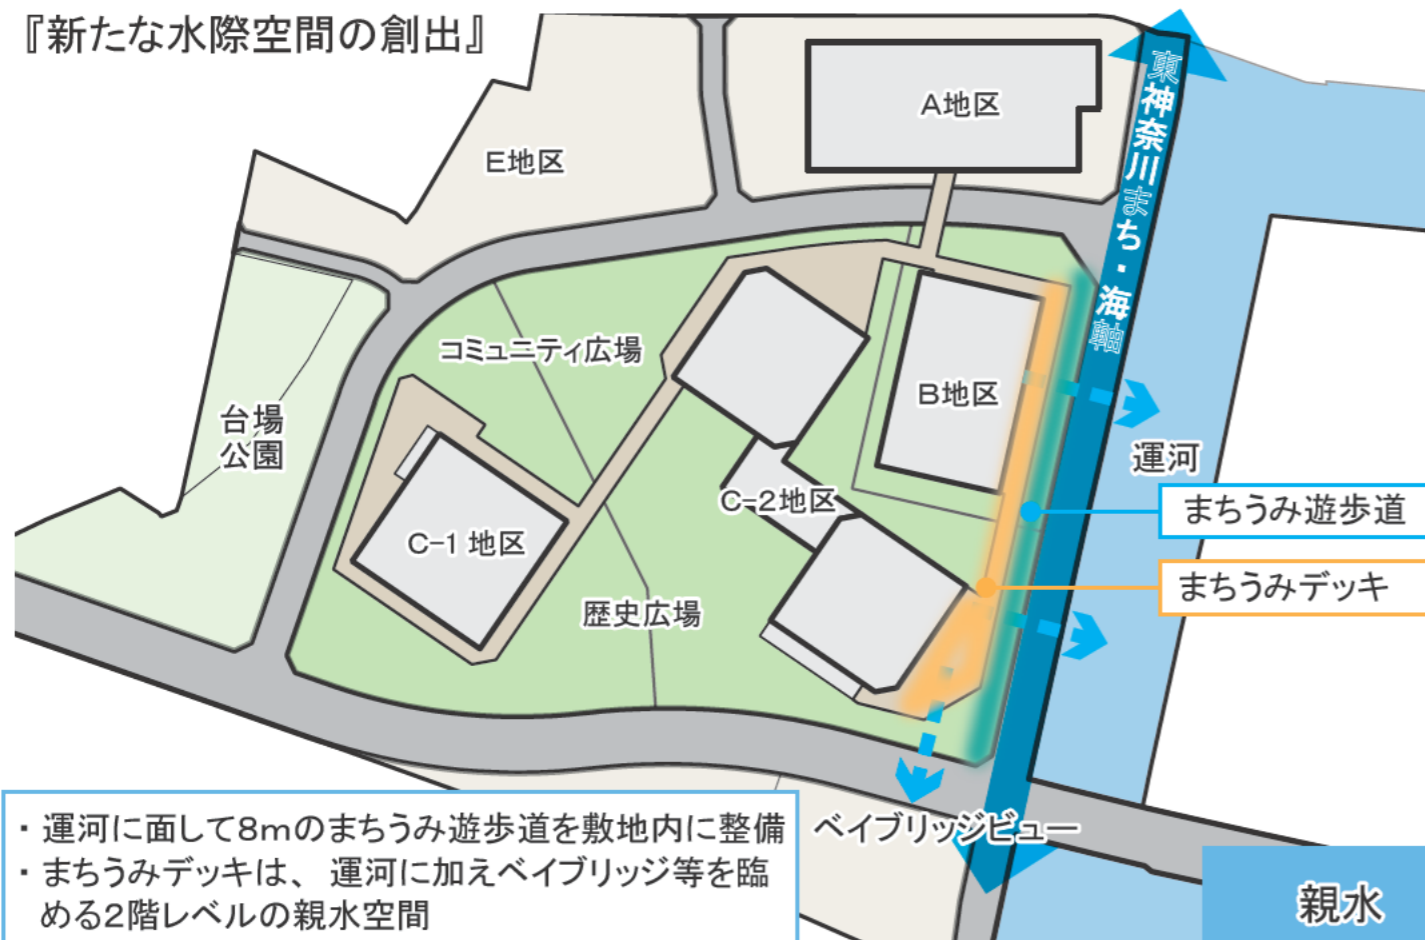 『新たな水際空間の創出』
A地区
E地区
東神奈川まち・海軸
コミュニティ広場
B地区
台場
公園
運河
C-2地区
まちうみ遊歩道
C-1地区
まちうみデッキ
歴史広場
ベイブリッジビュー
・運河に面して8mのまちうみ遊歩道を敷地内に整備
・まちうみデッキは、運河に加えベイブリッジ等を臨
める2階レベルの親水空間
親水